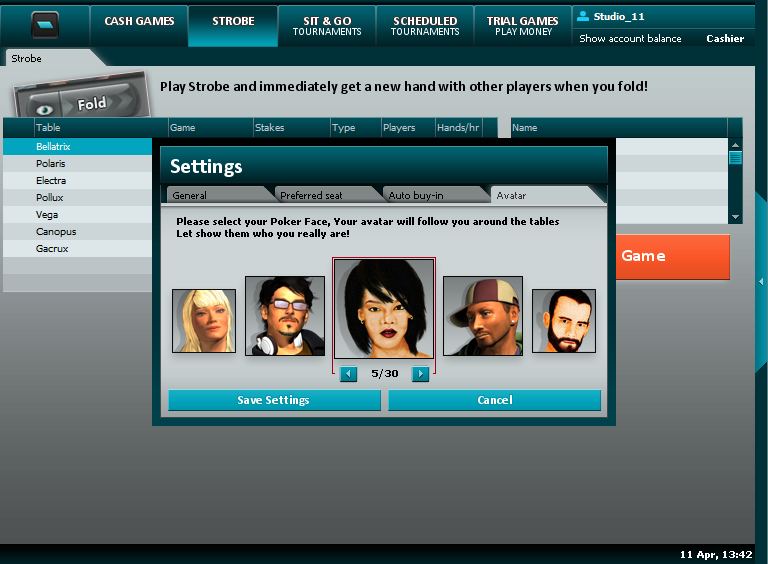 CASH GAMES
STROBE
SIT & GO
TOURNAMENTS
SCHEDULED
TOURNAMENTS
TRIAL GAMES
PLAY MONEY
Studio_11
Show account balance Cashier
Strobe
Fold
Play Strobe and immediately get a new hand with other players when you fold!
Table Game Stakes Type Players Hands/hr Name
Bellatrix
Polaris
Electra
Pollux
Vega
Canopus
Gacrux
Settings
General Preferred seat Auto buy-in Avatar
Please select your Poker Face, Your avatar will follow you around the tables
Let show them who you really are!
Game
5/30
Save Settings Cancel
11 Apr, 13:42